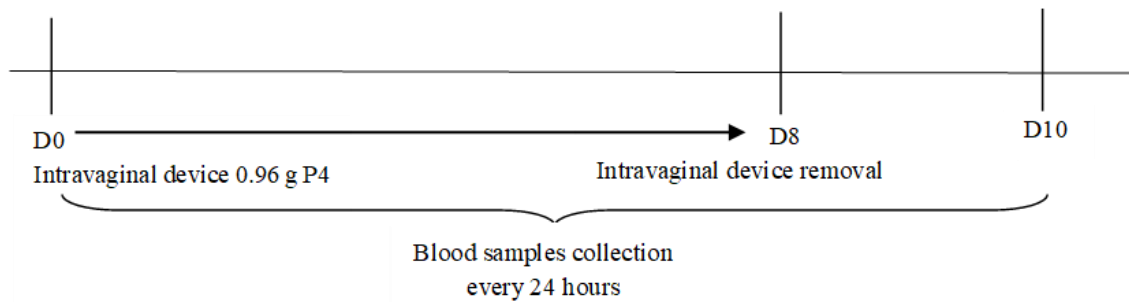 D0
D8
D10
Intravaginal device 0.96 g P4
Intravaginal device removal
Blood samples collection
every 24 hours